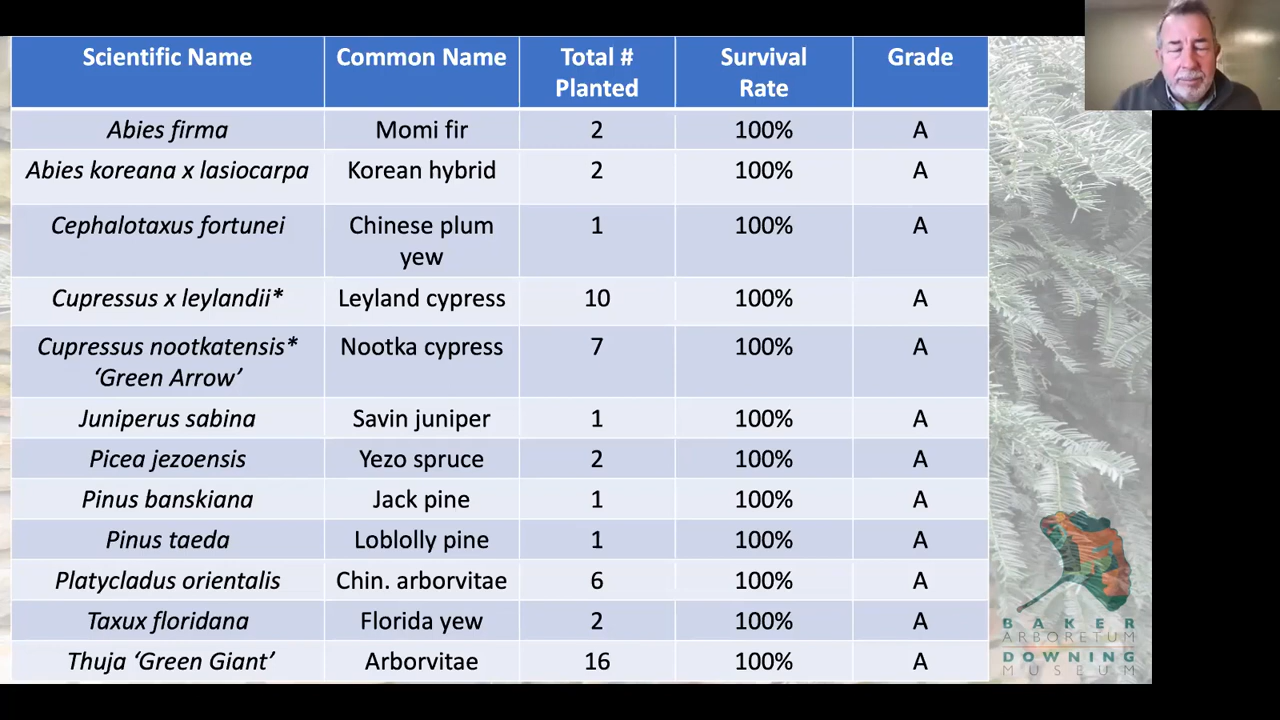 Scientific Name Common Name Total # Survival Grade
Planted Rate
Abies firma Momi fir 2 100% A
Abies koreana x lasiocarpa Korean hybrid 2 100% A
Cephalotaxus fortunei Chinese plum 1 100% A
yew
Cupressus x leylandii* Leyland cypress 10 100% A
Cupressus nootkatensis* Nootka cypress 7 100% A
‘Green Arrow’
Juniperus sabina Savin juniper 1 100% A
Picea jezoensis Yezo spruce 2 100% A
Pinus banskiana Jack pine 1 100% A
Pinus taeda Loblolly pine 1 100% A
Platycladus orientalis Chin. arborvitae 6 100% A
Taxux floridana Florida yew 2 100% A
Thuja ‘Green Giant’ Arborvitae 16 100% A
BAKER
ARBORETUM
DOWNING
MUSEUM